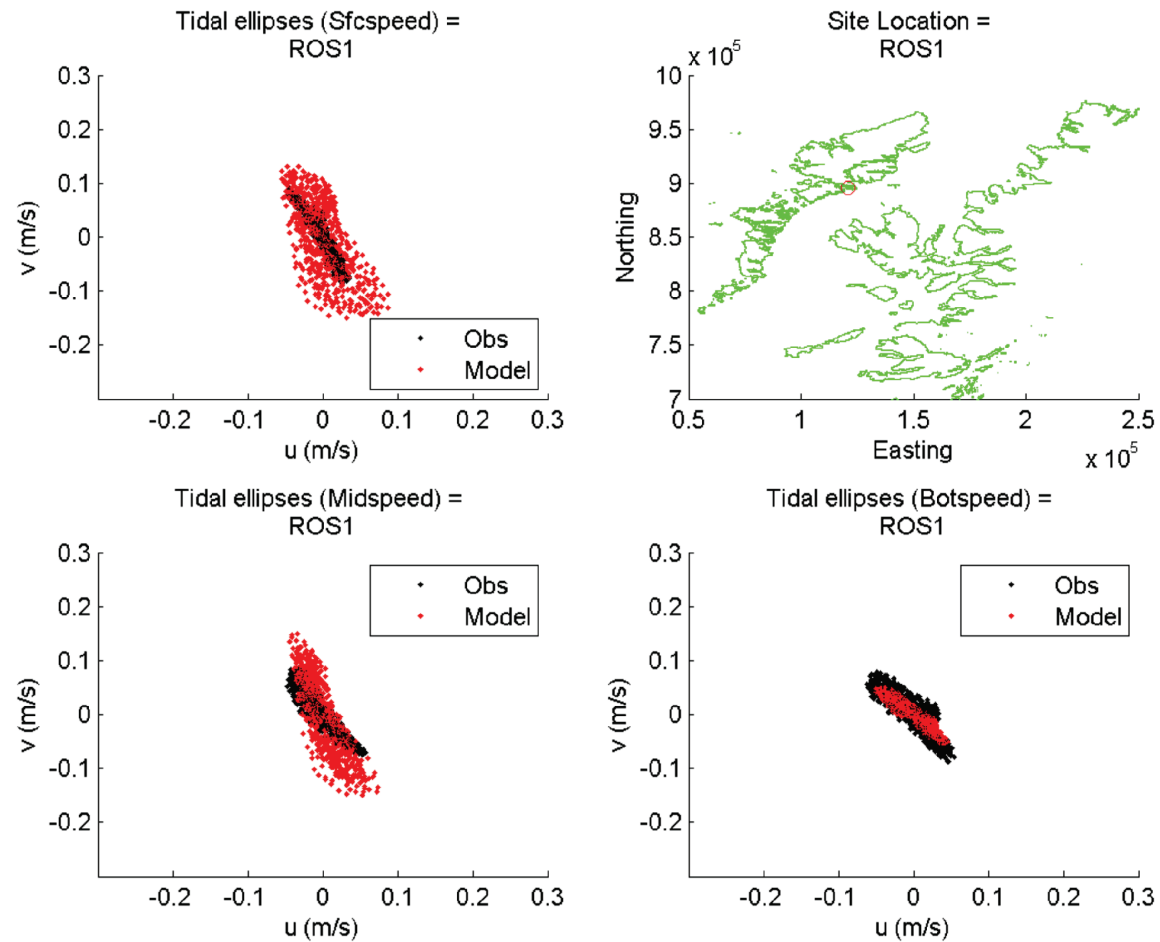 Tidal ellipses (Sfcspeed) =
ROS1
0.3
0.2
0.1
0
-0.1
-0.2
v (m/s)
Obs
Model
-0.2 -0.1 0 0.1 0.2 0.3
u (m/s)
Site Location =
ROS1
x 10^5
10
9.5
9
8.5
8
7.5
7
Northing
0.5 1 1.5 2 2.5
Easting
x 10^5
Tidal ellipses (Midspeed) =
ROS1
0.3
0.2
0.1
0
-0.1
-0.2
v (m/s)
Obs
Model
-0.2 -0.1 0 0.1 0.2 0.3
u (m/s)
Tidal ellipses (Botspeed) =
ROS1
0.3
0.2
0.1
0
-0.1
-0.2
v (m/s)
Obs
Model
-0.2 -0.1 0 0.1 0.2 0.3
u (m/s)